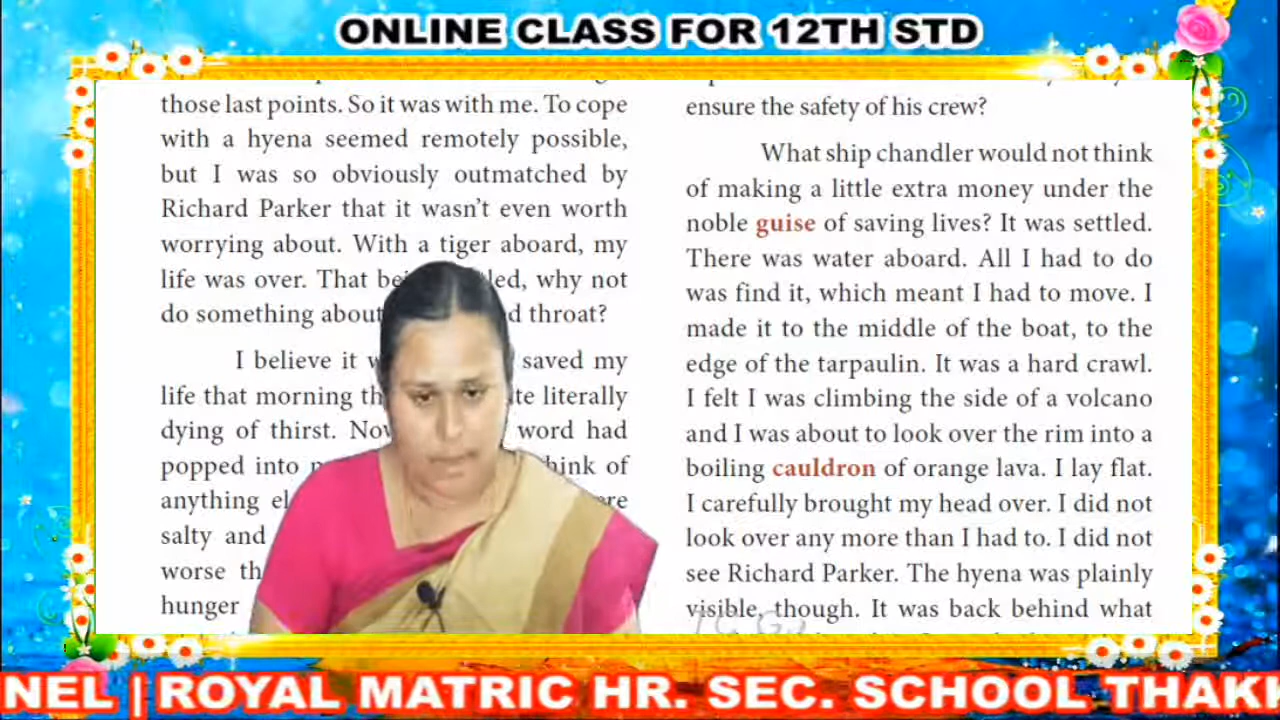 ONLINE CLASS FOR 12TH STD
those last points. So it was with me. To cope
with a hyena seemed remotely possible,
but I was so obviously outmatched by
Richard Parker that it wasn't even worth
worrying about. With a tiger aboard, my
life was over. That bei led, why not
do something about d throat?
I believe it w saved my
life that morning th te literally
dying of thirst. Now word had
popped into hink of
anything el ere
salty and
worse th
hunger
ensure the safety of his crew?
What ship chandler would not think
of making a little extra money under the
noble guise of saving lives? It was settled.
There was water aboard. All I had to do
was find it, which meant I had to move. I
made it to the middle of the boat, to the
edge of the tarpaulin. It was a hard crawl.
I felt I was climbing the side of a volcano
and I was about to look over the rim into a
boiling cauldron of orange lava. I lay flat.
I carefully brought my head over. I did not
look over any more than I had to. I did not
see Richard Parker. The hyena was plainly
visible, though. It was back behind what
NEL | ROYAL MATRIC HR. SEC. SCHOOL THAKK